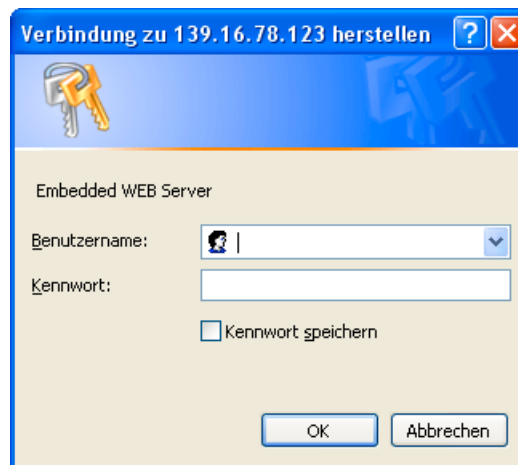 Verbindung zu 139.16.78.123 herstellen
Embedded WEB Server
Benutzername:
Kennwort:
Kennwort speichern
OK Abbrechen